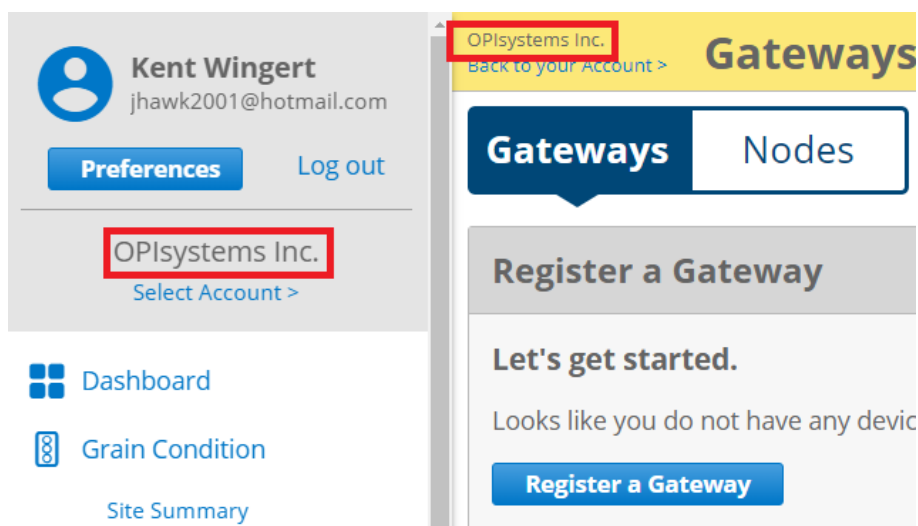 Kent Wingert
jhawk2001@hotmail.com
Preferences
Log out
OPIsystems Inc.
Select Account >
Dashboard
Grain Condition
Site Summary
OPIsystems Inc.
Back to your Account >
Gateways
Gateways
Nodes
Register a Gateway
Let's get started.
Looks like you do not have any devic
Register a Gateway